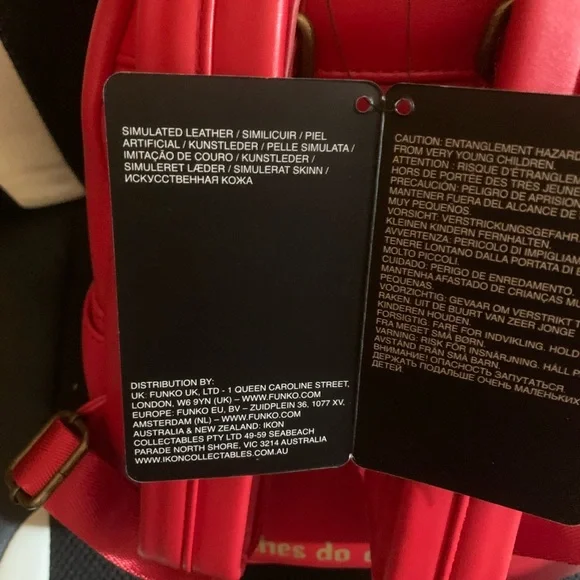 SIMULATED LEATHER / SIMILICUIR / PIEL
ARTIFICIAL / KUNSTLEDER / PELLE SIMULATA /
IMITAÇÃO DE COURO / KUNSTLEDER /
SIMULERET LÆDER / SIMULERAT SKINN /
ИСКУССТВЕННАЯ КОЖА
DISTRIBUTION BY:
UK: FUNKO UK, LTD - 1 QUEEN CAROLINE STREET,
LONDON, W6 9YN (UK) – WWW.FUNKO.COM
EUROPE: FUNKO EU, BV – ZUIDPLEIN 36, 1077 XV,
AMSTERDAM (NL) – WWW.FUNKO.COM
AUSTRALIA & NEW ZEALAND: IKON
COLLECTABLES PTY LTD 49-59 SEABEACH
PARADE NORTH SHORE, VIC 3214 AUSTRALIA
WWW.IKONCOLLECTABLES.COM.AU
CAUTION: ENTANGLEMENT HAZARD
FROM VERY YOUNG CHILDREN.
ATTENTION : RISQUE D'ÉTRANGLEM
HORS DE PORTÉE DES TRÈS JEUNE
PRECAUCIÓN: PELIGRO DE APRISION
MANTENER FUERA DEL ALCANCE DE
MUY PEQUEÑOS.
VORSICHT: VERSTRICKUNGSGEFAHR
KLEINEN KINDERN FERNHALTEN.
AVVERTENZA: PERICOLO DI IMPIGLIAM
TENERE LONTANO DALLA PORTATA DI
MOLTO PICCOLI.
CUIDADO: PERIGO DE ENREDAMENTO.
MANTENHA AFASTADO DE CRIANÇAS MU
PEQUENAS.
VOORZICHTIG: GEVAAR OM VERSTRIKT
RAKEN. UIT DE BUURT VAN ZEER JONGE
KINDEREN HOUDEN.
FORSIGTIG: FARE FOR INDVIKLING. HOLD
FRA MEGET SMÅ BØRN.
VARNING: RISK FÖR INSNÄRJNING. HÅLL P
AVSTÅND FRÅN SMÅ BARN.
ВНИМАНИЕ! ОПАСНОСТЬ ЗАПУТАТЬСЯ
ДЕРЖАТЬ ПОДАЛЬШЕ ОЧЕНЬ МАЛЕНЬКИХ
ДЕТЕЙ.
hes do